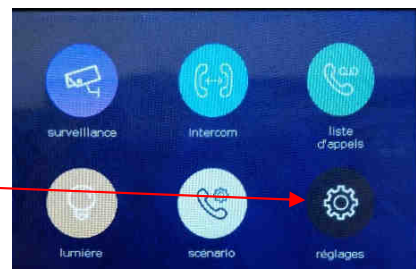 surveillance
intercom
liste
d'appels
lumière
scénario
réglages